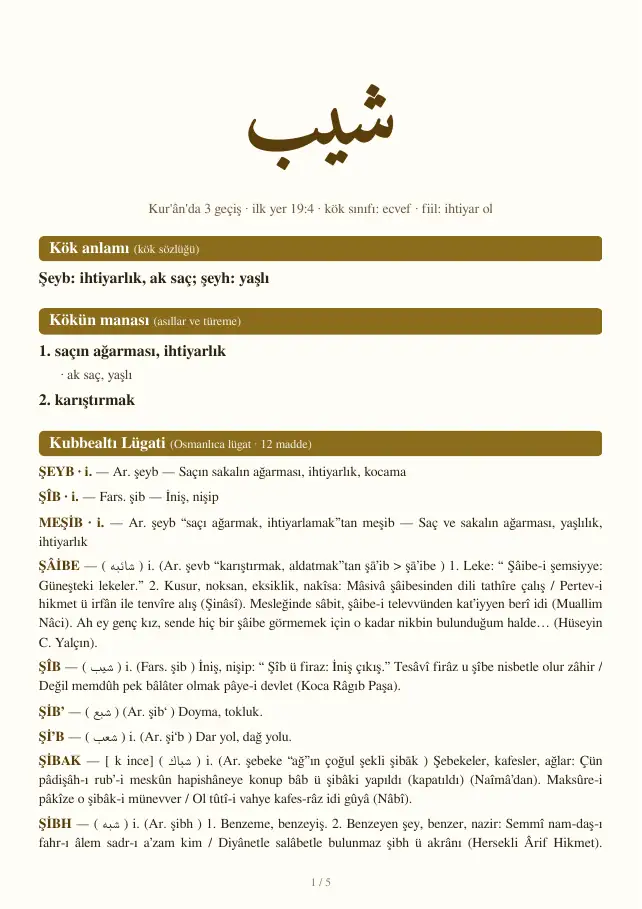 شيب
Kur'ân'da 3 geçiş · ilk yer 19:4 · kök sınıfı: ecvef · fiil: ihtiyar ol
Kök anlamı (kök sözlüğü)
Şeyb: ihtiyarlık, ak saç; şeyh: yaşlı
Kökün manası (asıllar ve türeme)
1. saçın ağarması, ihtiyarlık
· ak saç, yaşlı
2. karıştırmak
Kubbealtı Lügati (Osmanlıca lügat · 12 madde)
ŞEYB · i. — Ar. şeyb — Saçın sakalın ağarması, ihtiyarlık, kocama
ŞÎB · i. — Fars. şib — İniş, nişip
MEŞÎB · i. — Ar. şeyb “saçı ağarmak, ihtiyarlamak”tan meşib — Saç ve sakalın ağarması, yaşlılık,
ihtiyarlık
ŞÂİBE — ( شائبه ) i. (Ar. şevb “karıştırmak, aldatmak”tan şā'ib > şā'ibe ) 1. Leke: “ Şâibe-i şemsiyye:
Güneşteki lekeler.” 2. Kusur, noksan, eksiklik, nakîsa: Mâsivâ şâibesinden dili tathîre çalış / Pertev-i
hikmet ü irfân ile tenvîre alış (Şinâsî). Mesleğinde sâbit, şâibe-i televvünden kat'iyyen berî idi (Muallim
Nâci). Ah ey genç kız, sende hiç bir şâibe görmemek için o kadar nikbin bulunduğum halde… (Hüseyin
C. Yalçın).
ŞÎB — ( شيب ) i. (Fars. şib ) İniş, nişip: “ Şîb ü firaz: İniş çıkış.” Tesâvî firâz u şîbe nisbetle olur zâhir /
Değil memdûh pek bâlâter olmak pâye-i devlet (Koca Râgıb Paşa).
ŞİB’ — ( شبع ) (Ar. şib‘ ) Doyma, tokluk.
Şİ’B — ( شعب ) i. (Ar. şi‘b ) Dar yol, dağ yolu.
ŞİBAK — [ k ince] ( شباك ) i. (Ar. şebeke “ağ”ın çoğul şekli şibāk ) Şebekeler, kafesler, ağlar: Çün
pâdişâh-ı rub’-i meskûn hapishâneye konup bâb ü şibâki yapıldı (kapatıldı) (Naîmâ’dan). Maksûre-i
pâkîze o şibâk-i münevver / Ol tûtî-i vahye kafes-râz idi gûyâ (Nâbî).
ŞİBH — ( شبه ) i. (Ar. şibh ) 1. Benzeme, benzeyiş. 2. Benzeyen şey, benzer, nazir: Semmî nam-daş-ı
fahr-ı âlem sadr-ı a’zam kim / Diyânetle salâbetle bulunmaz şibh ü akrânı (Hersekli Ârif Hikmet).
1 / 5